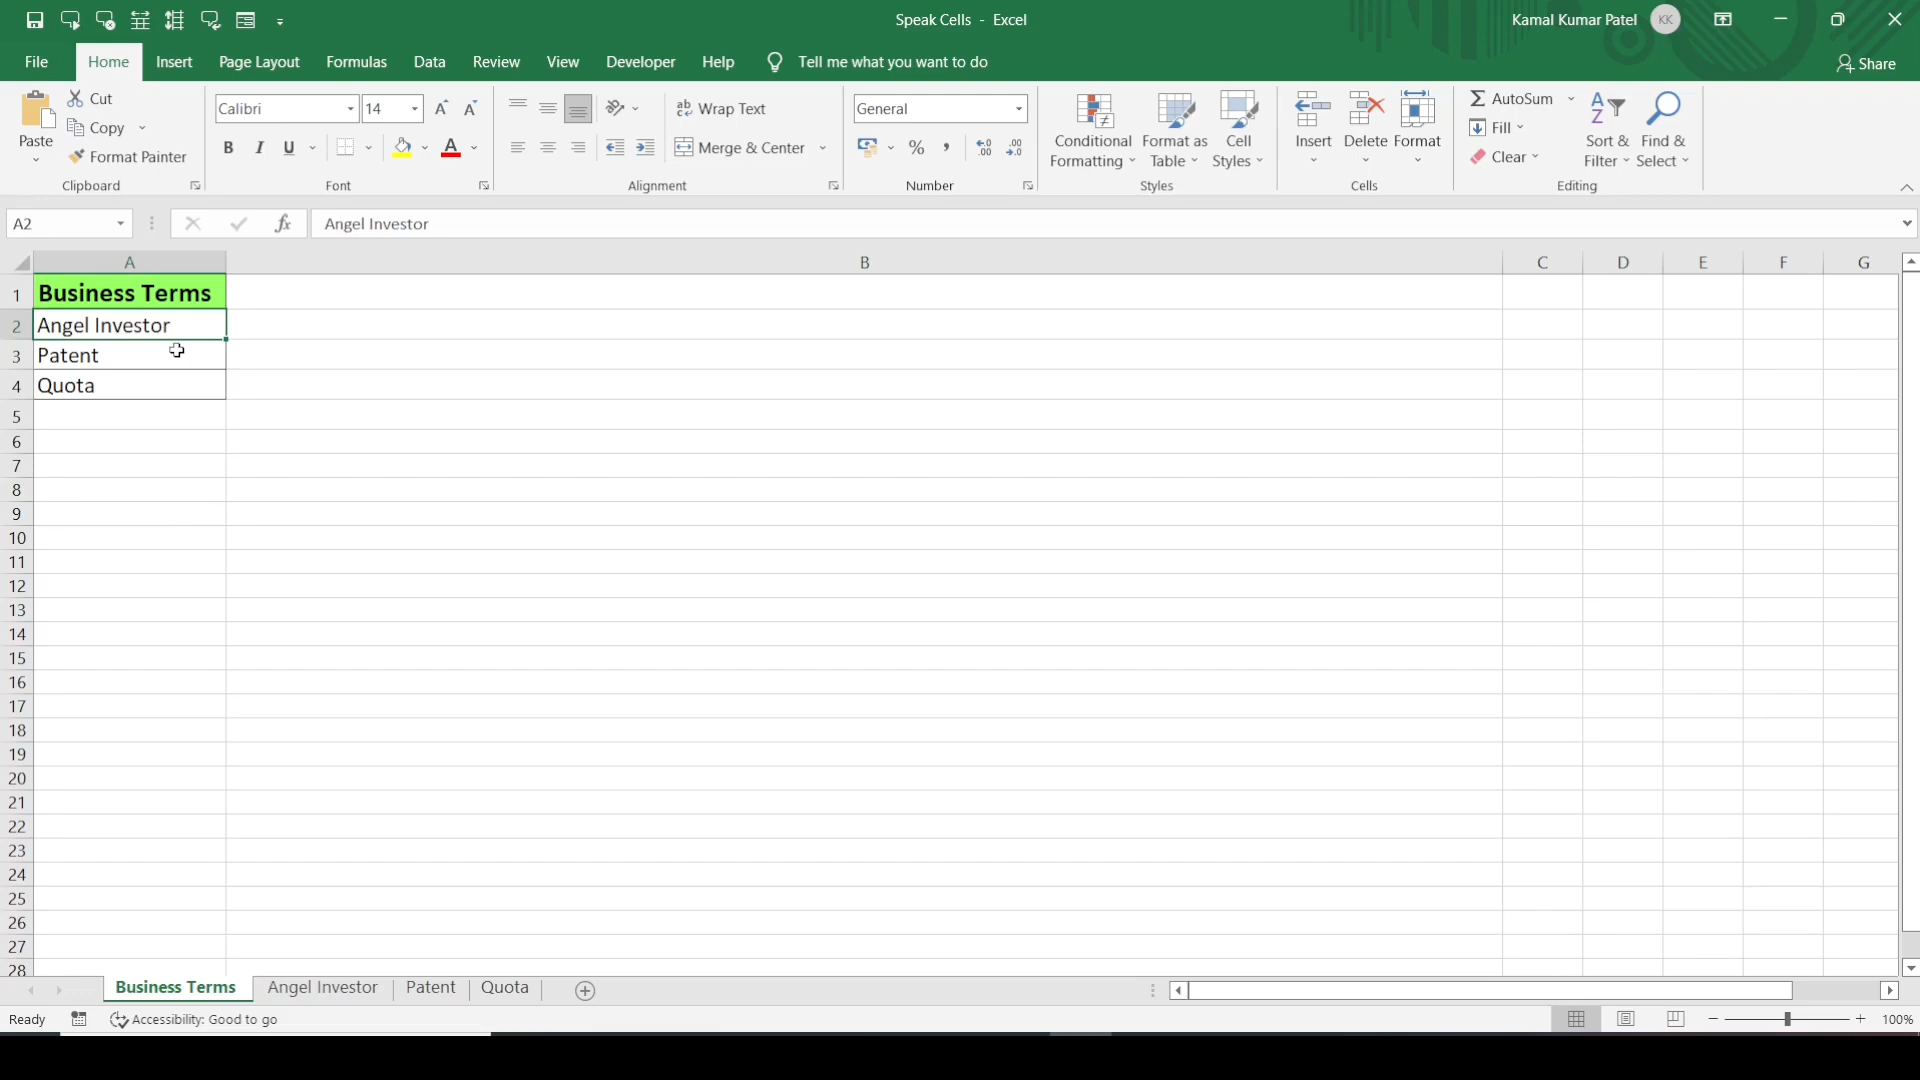 Speak Cells - Excel
Kamal Kumar Patel KK
File Home Insert Page Layout Formulas Data Review View Developer Help Tell me what you want to do Share
Paste Cut Copy Format Painter Clipboard
Calibri 14 B I U A Font
ab Wrap Text Merge & Center Alignment
General % , Number
Conditional Formatting Format as Table Cell Styles Styles
Insert Delete Format Cells
Σ AutoSum Fill Clear Sort & Filter Find & Select Editing
A2 fx Angel Investor
A B C D E F G
1 Business Terms
2 Angel Investor
3 Patent
4 Quota
5
6
7
8
9
10
11
12
13
14
15
16
17
18
19
20
21
22
23
24
25
26
27
28
Business Terms Angel Investor Patent Quota
Ready Accessibility: Good to go 100%